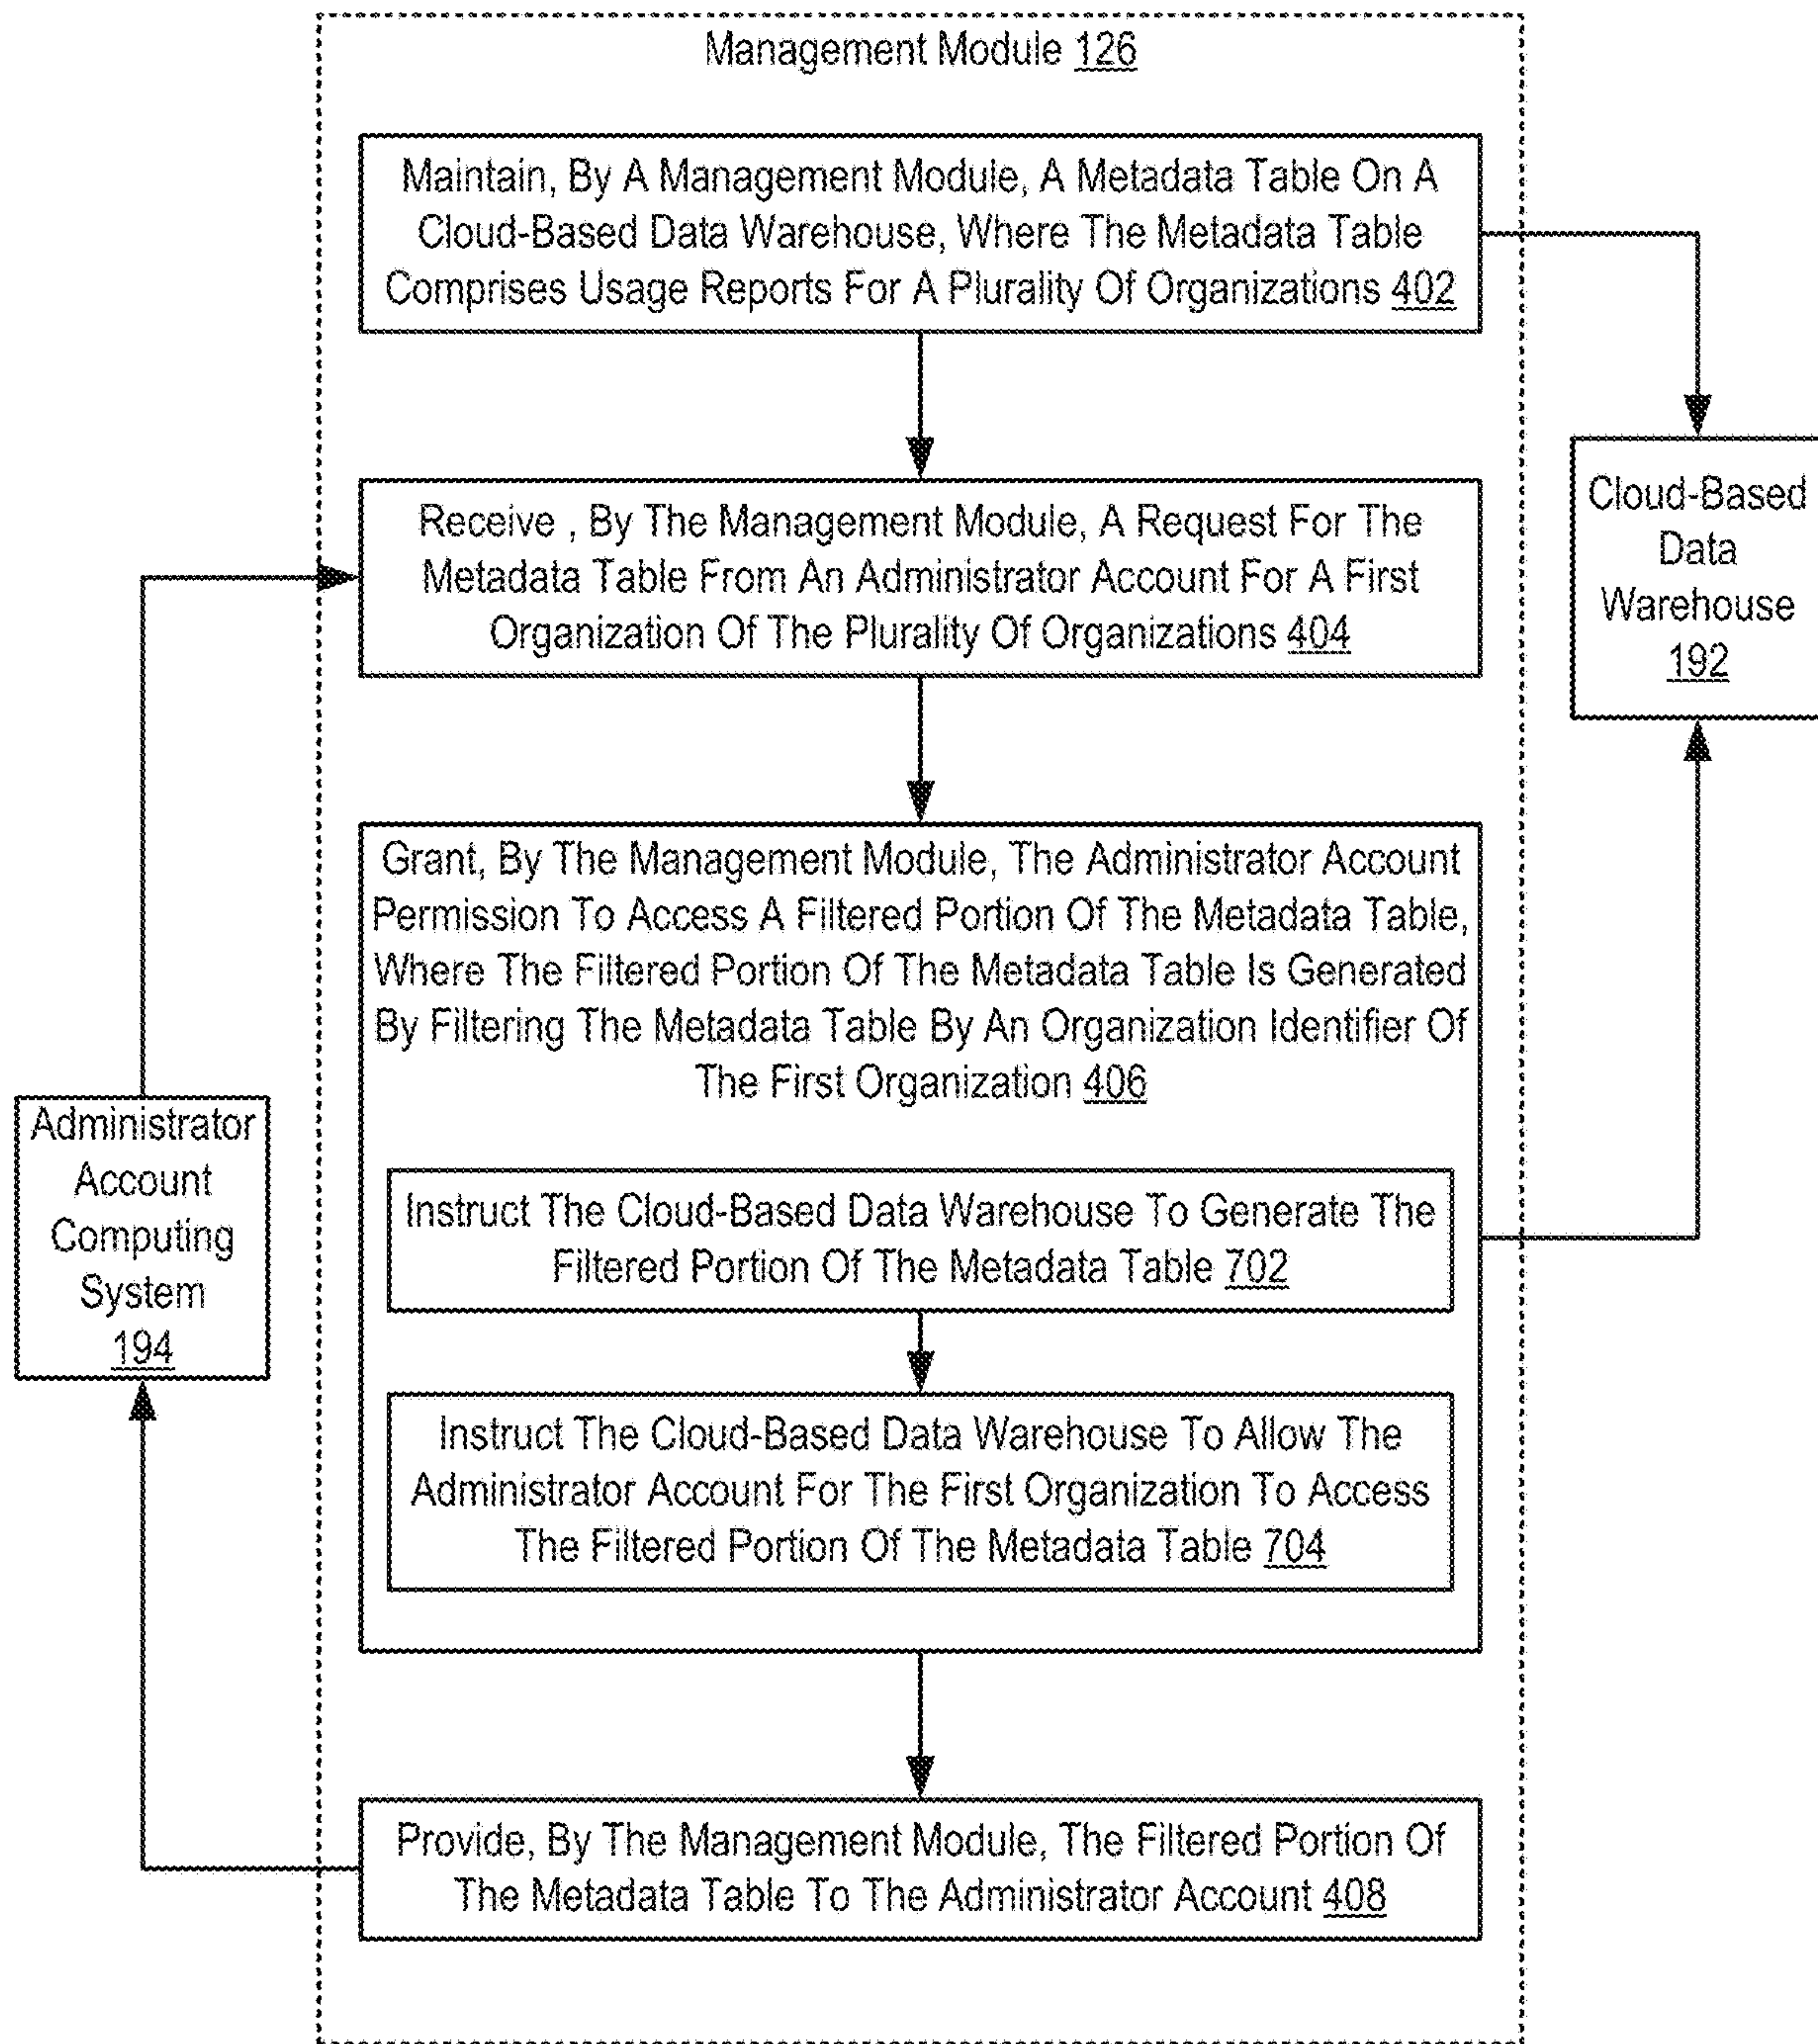 Management Module 126
Maintain, By A Management Module, A Metadata Table On A
Cloud-Based Data Warehouse, Where The Metadata Table
Comprises Usage Reports For A Plurality Of Organizations 402
Receive , By The Management Module, A Request For The
Metadata Table From An Administrator Account For A First
Organization Of The Plurality Of Organizations 404
Cloud-Based
Data
Warehouse
192
Grant, By The Management Module, The Administrator Account
Permission To Access A Filtered Portion Of The Metadata Table,
Where The Filtered Portion Of The Metadata Table Is Generated
By Filtering The Metadata Table By An Organization Identifier Of
The First Organization 406
Administrator
Account
Computing
System
194
Instruct The Cloud-Based Data Warehouse To Generate The
Filtered Portion Of The Metadata Table 702
Instruct The Cloud-Based Data Warehouse To Allow The
Administrator Account For The First Organization To Access
The Filtered Portion Of The Metadata Table 704
Provide, By The Management Module, The Filtered Portion Of
The Metadata Table To The Administrator Account 408